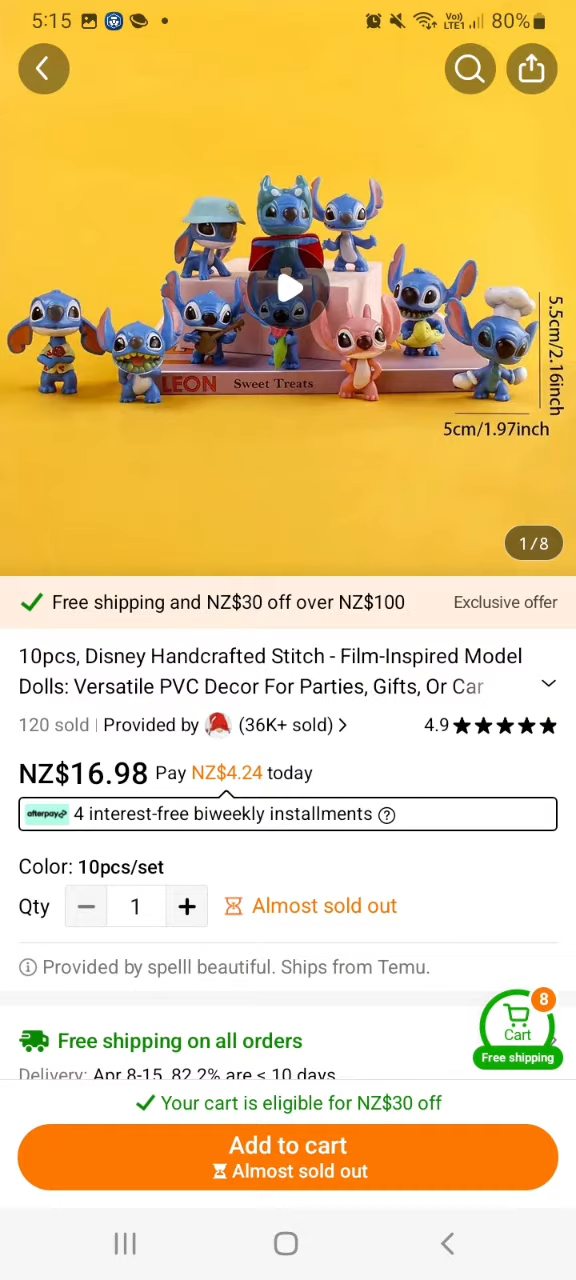 5:15
Vo))
LTE1
80%
LEON
Sweet Treats
5.5cm/2.16inch
5cm/1.97inch
1/8
Free shipping and NZ$30 off over NZ$100
Exclusive offer
10pcs, Disney Handcrafted Stitch - Film-Inspired Model
Dolls: Versatile PVC Decor For Parties, Gifts, Or Car
120 sold | Provided by (36K+ sold) >
4.9 ★★★★★
NZ$16.98 Pay NZ$4.24 today
afterpay 4 interest-free biweekly installments ?
Color: 10pcs/set
Qty − 1 + Almost sold out
Provided by spelll beautiful. Ships from Temu.
8
Cart
Free shipping
Free shipping on all orders
Delivery: Apr 8-15, 82.2% are ≤ 10 days
Your cart is eligible for NZ$30 off
Add to cart
Almost sold out